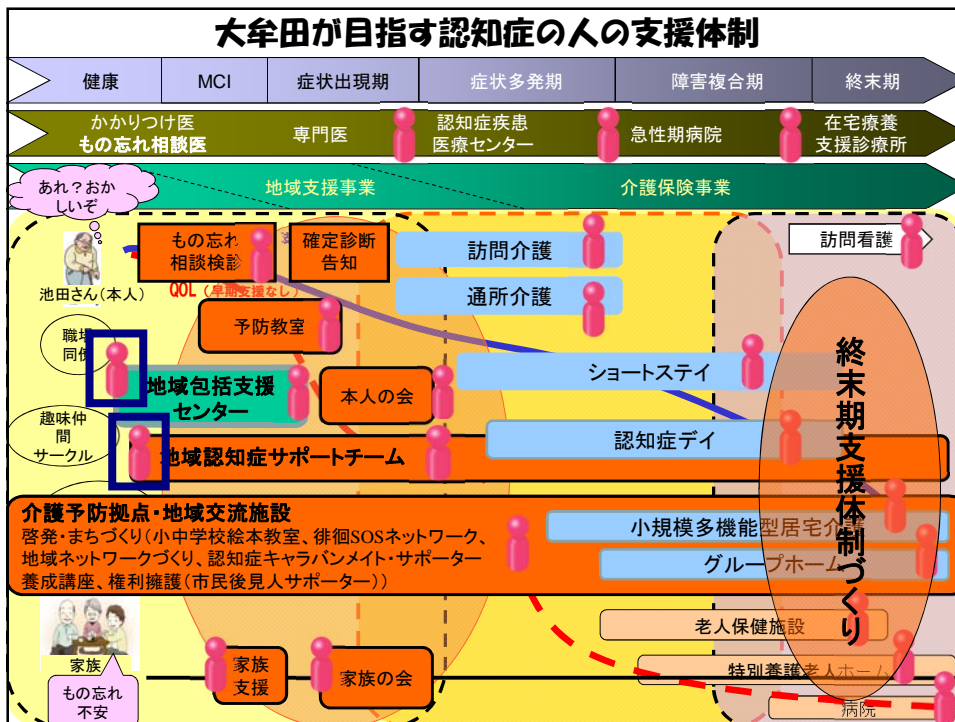 大牟田が目指す認知症の人の支援体制
健康
MCI
症状出現期
症状多発期
障害複合期
終末期
かかりつけ医
もの忘れ相談医
専門医
認知症疾患
医療センター
急性期病院
在宅療養
支援診療所
地域支援事業
介護保険事業
あれ？おか
しいぞ
池田さん（本人）
もの忘れ
相談検診
確定診断
告知
訪問介護
訪問看護
QOL（早期支援なし）
通所介護
予防教室
職場
同僚
地域包括支援
センター
本人の会
ショートステイ
趣味仲
間
サークル
地域認知症サポートチーム
認知症デイ
終末期支援体制づくり
介護予防拠点・地域交流施設
啓発・まちづくり（小中学校絵本教室、徘徊SOSネットワーク、
地域ネットワークづくり、認知症キャラバンメイト・サポーター
養成講座、権利擁護（市民後見人サポーター））
小規模多機能型居宅介護
グループホーム
老人保健施設
家族
もの忘れ
不安
家族
支援
家族の会
特別養護老人ホーム
病院